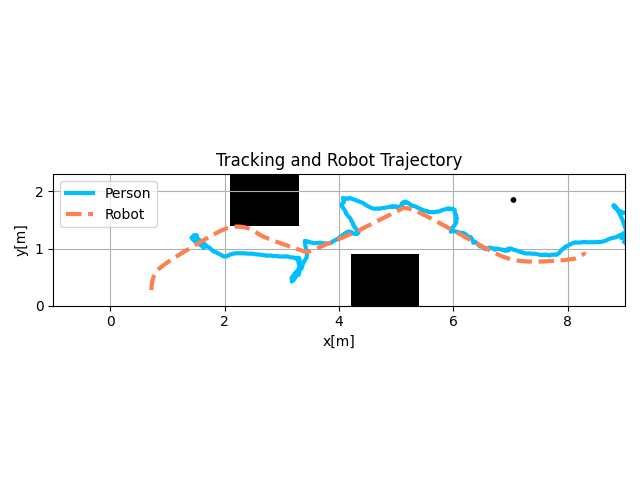 Tracking and Robot Trajectory
Person
Robot
y[m]
2
1
0
0 2 4 6 8
x[m]